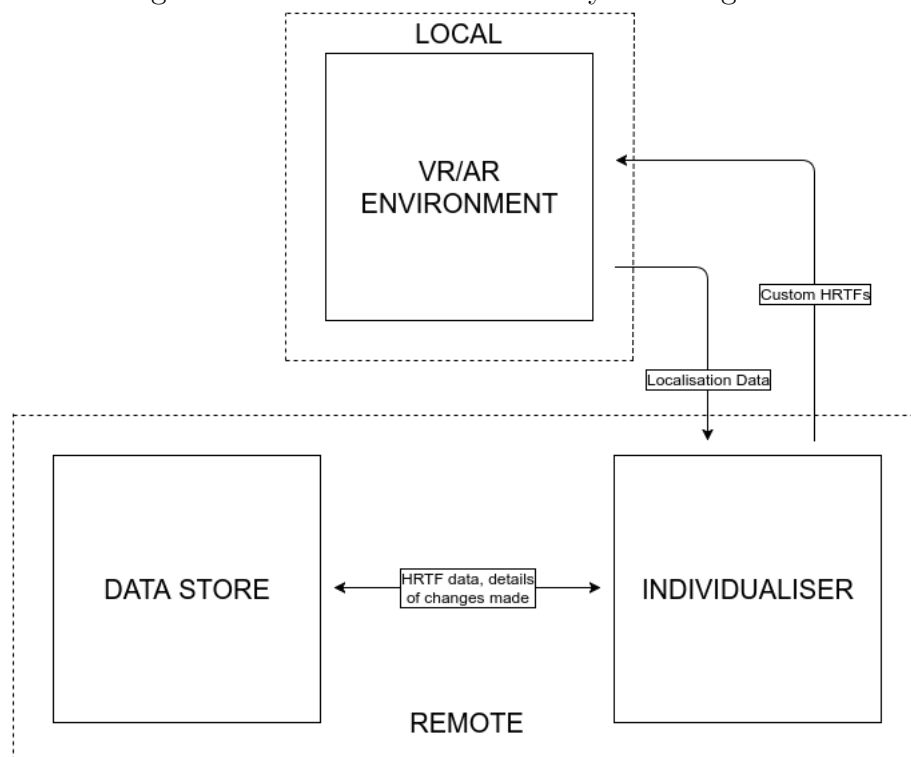 LOCAL
VR/AR
ENVIRONMENT
Custom HRTFs
Localisation Data
DATA STORE
HRTF data, details
of changes made
INDIVIDUALISER
REMOTE